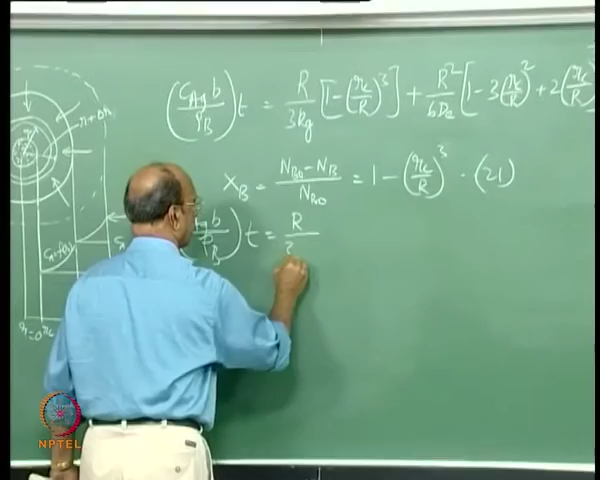 (C_Ag b / ρ_B) t = R/3k_g [1 - (r_c/R)^3] + R^2/6D_e [1 - 3(r_c/R)^2 + 2(r_c/R)
X_B = (N_B0 - N_B)/N_B0 = 1 - (r_c/R)^3 . (21)
Ag b / ρ_B) t = R/
r+Δr
r=0 r_c
NPTEL